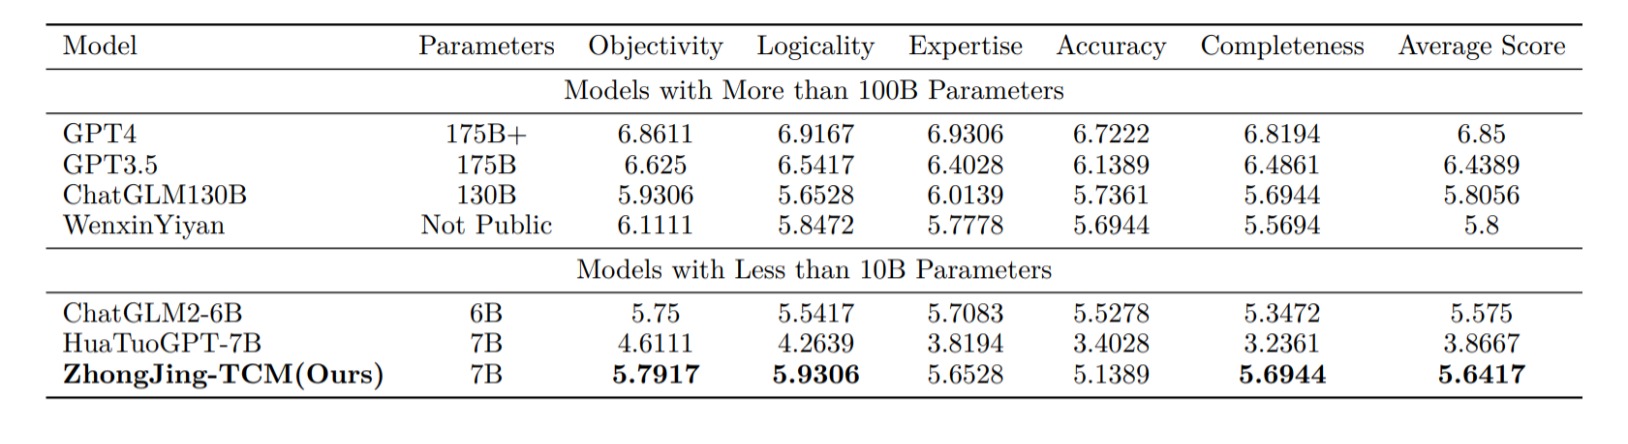 Model Parameters Objectivity Logicality Expertise Accuracy Completeness Average Score
Models with More than 100B Parameters
GPT4 175B+ 6.8611 6.9167 6.9306 6.7222 6.8194 6.85
GPT3.5 175B 6.625 6.5417 6.4028 6.1389 6.4861 6.4389
ChatGLM130B 130B 5.9306 5.6528 6.0139 5.7361 5.6944 5.8056
WenxinYiyan Not Public 6.1111 5.8472 5.7778 5.6944 5.5694 5.8
Models with Less than 10B Parameters
ChatGLM2-6B 6B 5.75 5.5417 5.7083 5.5278 5.3472 5.575
HuaTuoGPT-7B 7B 4.6111 4.2639 3.8194 3.4028 3.2361 3.8667
ZhongJing-TCM(Ours) 7B 5.7917 5.9306 5.6528 5.1389 5.6944 5.6417